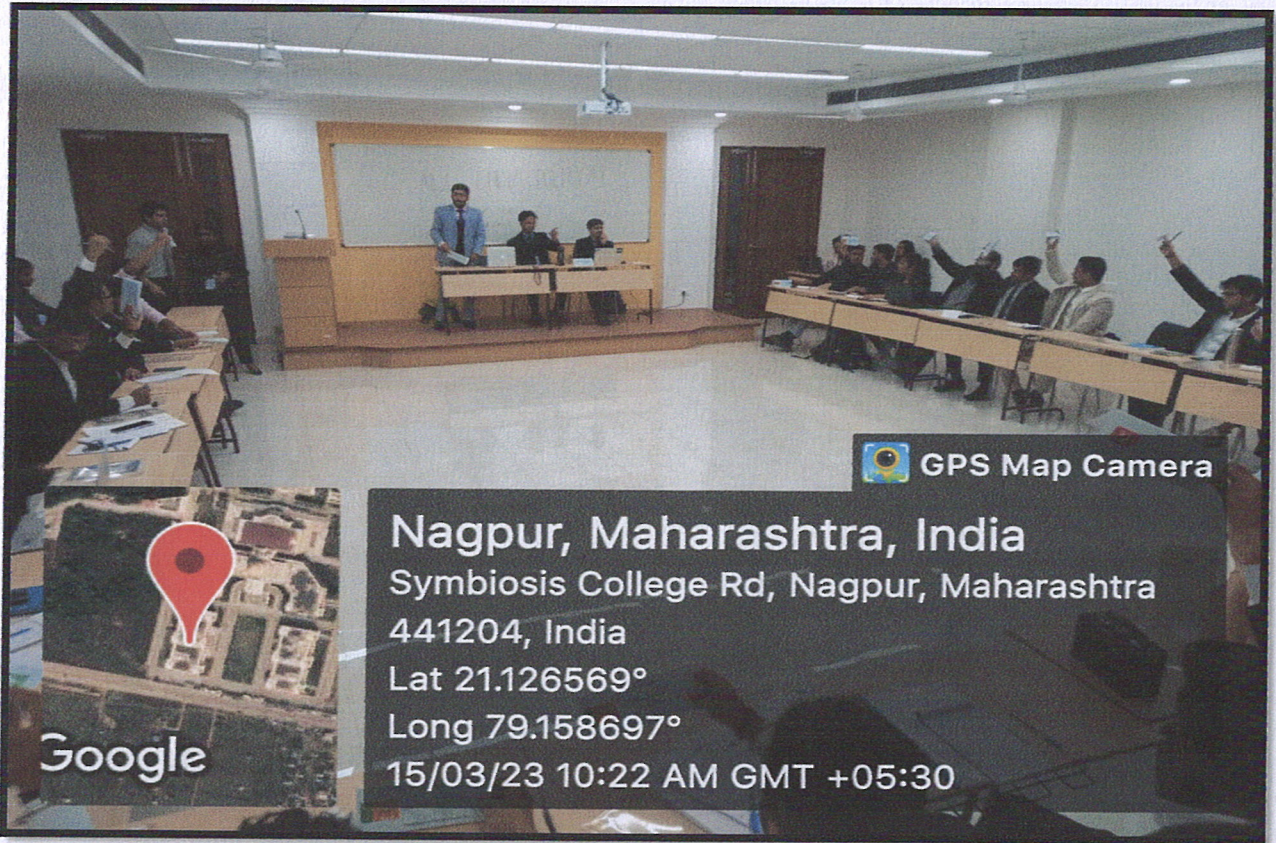 GPS Map Camera
Nagpur, Maharashtra, India
Symbiosis College Rd, Nagpur, Maharashtra
441204, India
Lat 21.126569°
Long 79.158697°
15/03/23 10:22 AM GMT +05:30
Google